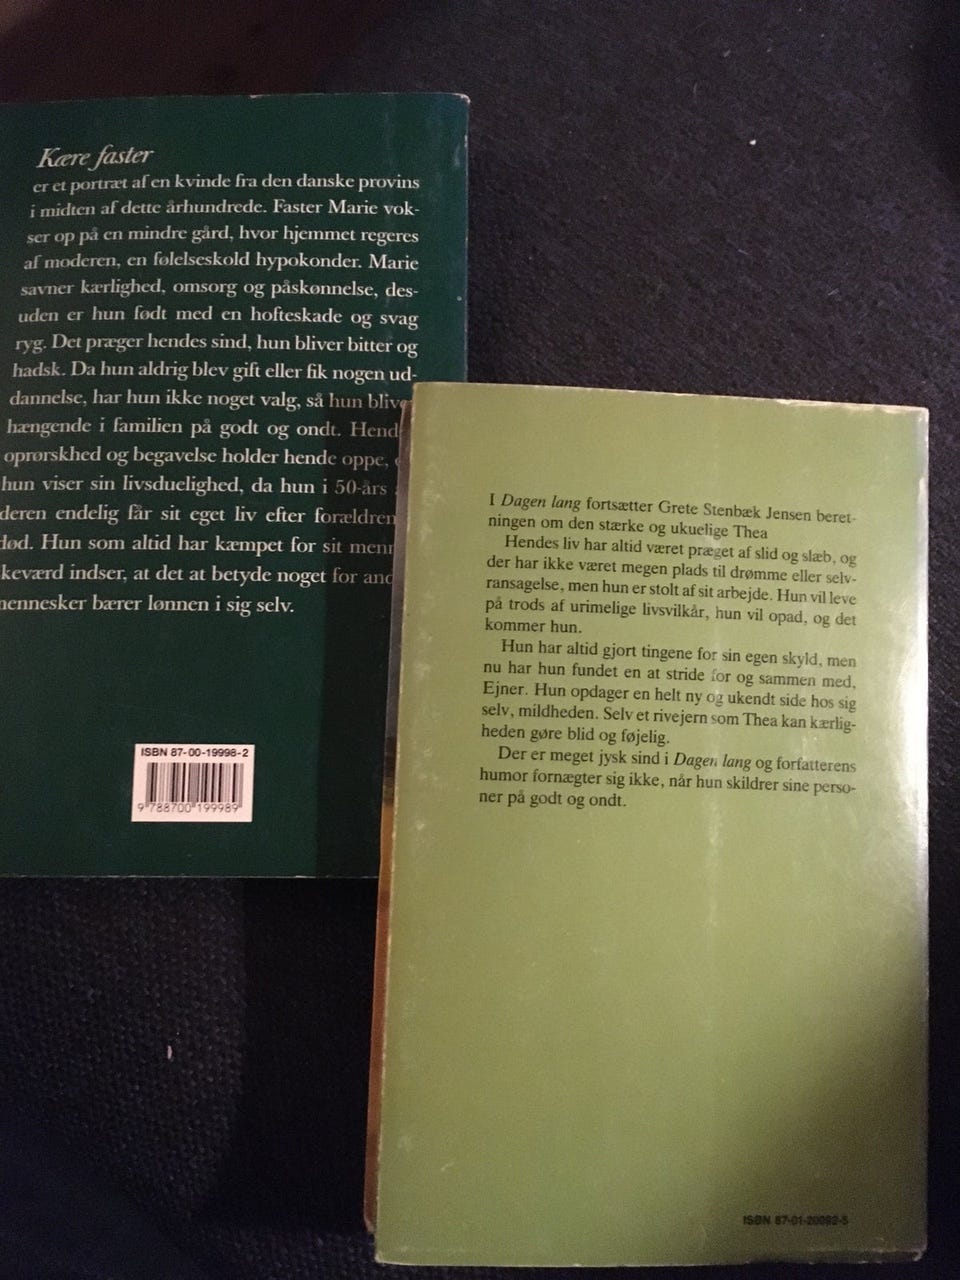 Kære faster
er et portræt af en kvinde fra den danske provins
i midten af dette århundrede. Faster Marie vok-
ser op på en mindre gård, hvor hjemmet regeres
af moderen, en følelseskold hypokonder. Marie
savner kærlighed, omsorg og påskønnelse, des-
uden er hun født med en hofteskade og svag
ryg. Det præger hendes sind, hun bliver bitter og
hadsk. Da hun aldrig blev gift eller fik nogen ud-
dannelse, har hun ikke noget valg, så hun blive
hængende i familien på godt og ondt. Hend
oprørskhed og begavelse holder hende oppe,
hun viser sin livsduelighed, da hun i 50-års
deren endelig får sit eget liv efter forældren
død. Hun som altid har kæmpet for sit menn
keværd indser, at det at betyde noget for and
mennesker bærer lønnen i sig selv.
ISBN 87-00-19998-2
9 788700 199989
I Dagen lang fortsætter Grete Stenbæk Jensen beret-
ningen om den stærke og ukuelige Thea
Hendes liv har altid været præget af slid og slæb, og
der har ikke været megen plads til drømme eller selv-
ransagelse, men hun er stolt af sit arbejde. Hun vil leve
på trods af urimelige livsvilkår, hun vil opad, og det
kommer hun.
Hun har altid gjort tingene for sin egen skyld, men
nu har hun fundet en at stride for og sammen med,
Ejner. Hun opdager en helt ny og ukendt side hos sig
selv, mildheden. Selv et rivejern som Thea kan kærlig-
heden gøre blid og føjelig.
Der er meget jysk sind i Dagen lang og forfatterens
humor fornægter sig ikke, når hun skildrer sine perso-
ner på godt og ondt.
ISBN 87-01-20092-5